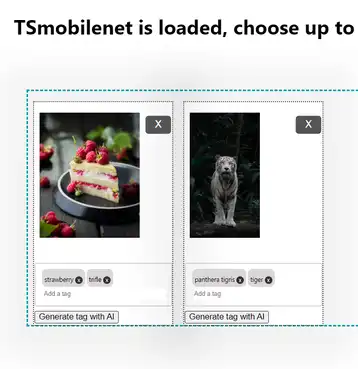 TSmobilenet is loaded, choose up to
X
X
strawberry x trifle x
Add a tag
panthera tigris x tiger x
Add a tag
Generate tag with AI
Generate tag with AI